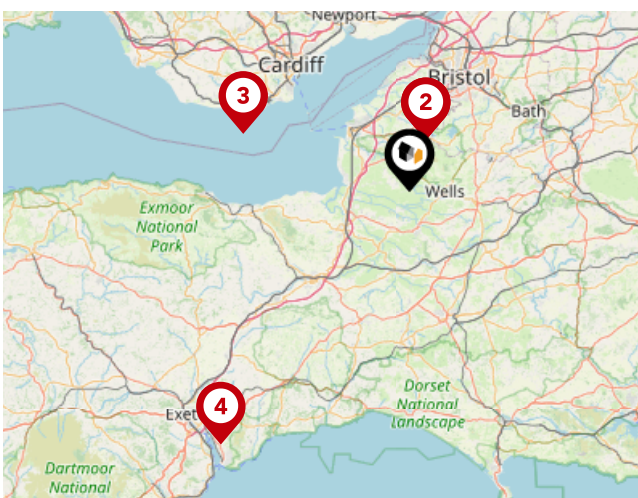 Newport
Cardiff
Bristol
3
2
Bath
Wells
Exmoor
National
Park
Dorset
National
Landscape
4
Exet
Dartmoor
National